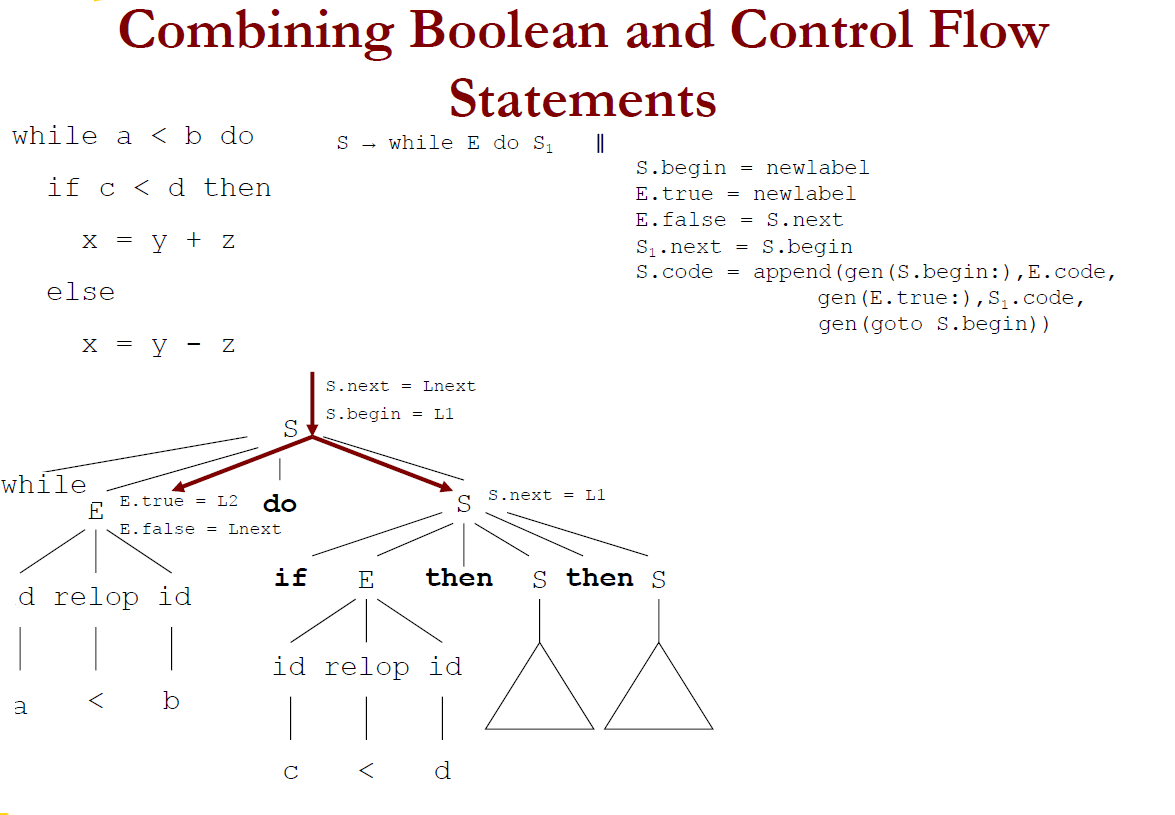 Combining Boolean and Control Flow
Statements
while a < b do
if c < d then
x = y + z
else
x = y - z
S → while E do S₁ ‖
S.begin = newlabel
E.true = newlabel
E.false = S.next
S₁.next = S.begin
S.code = append(gen(S.begin:),E.code,
gen(E.true:),S₁.code,
gen(goto S.begin))
S.next = Lnext
S.begin = L1
S
while
E
E.true = L2
E.false = Lnext
do
S
S.next = L1
if E then S then S
d relop id
id relop id
a < b
c < d